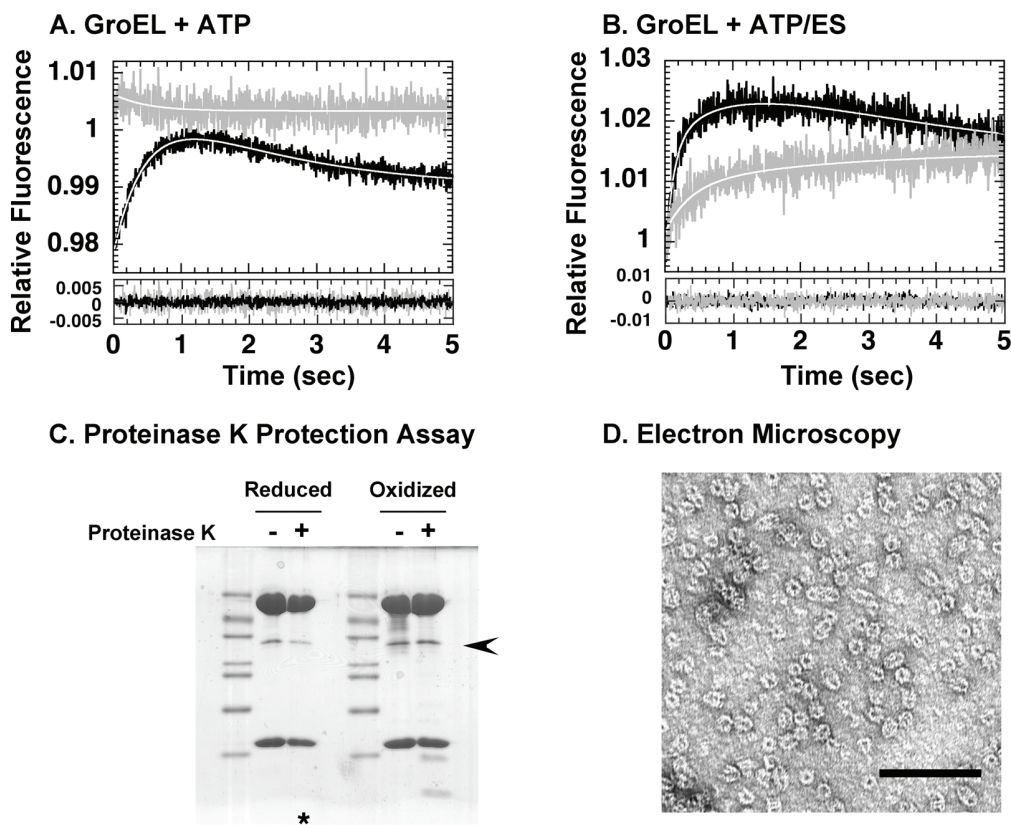 A. GroEL + ATP
Relative Fluorescence
1.01
1
0.99
0.98
0.005
0
-0.005
0 1 2 3 4 5
Time (sec)
B. GroEL + ATP/ES
Relative Fluorescence
1.03
1.02
1.01
1
0.01
0
-0.01
0 1 2 3 4 5
Time (sec)
C. Proteinase K Protection Assay
Reduced Oxidized
Proteinase K - + - +
*
D. Electron Microscopy